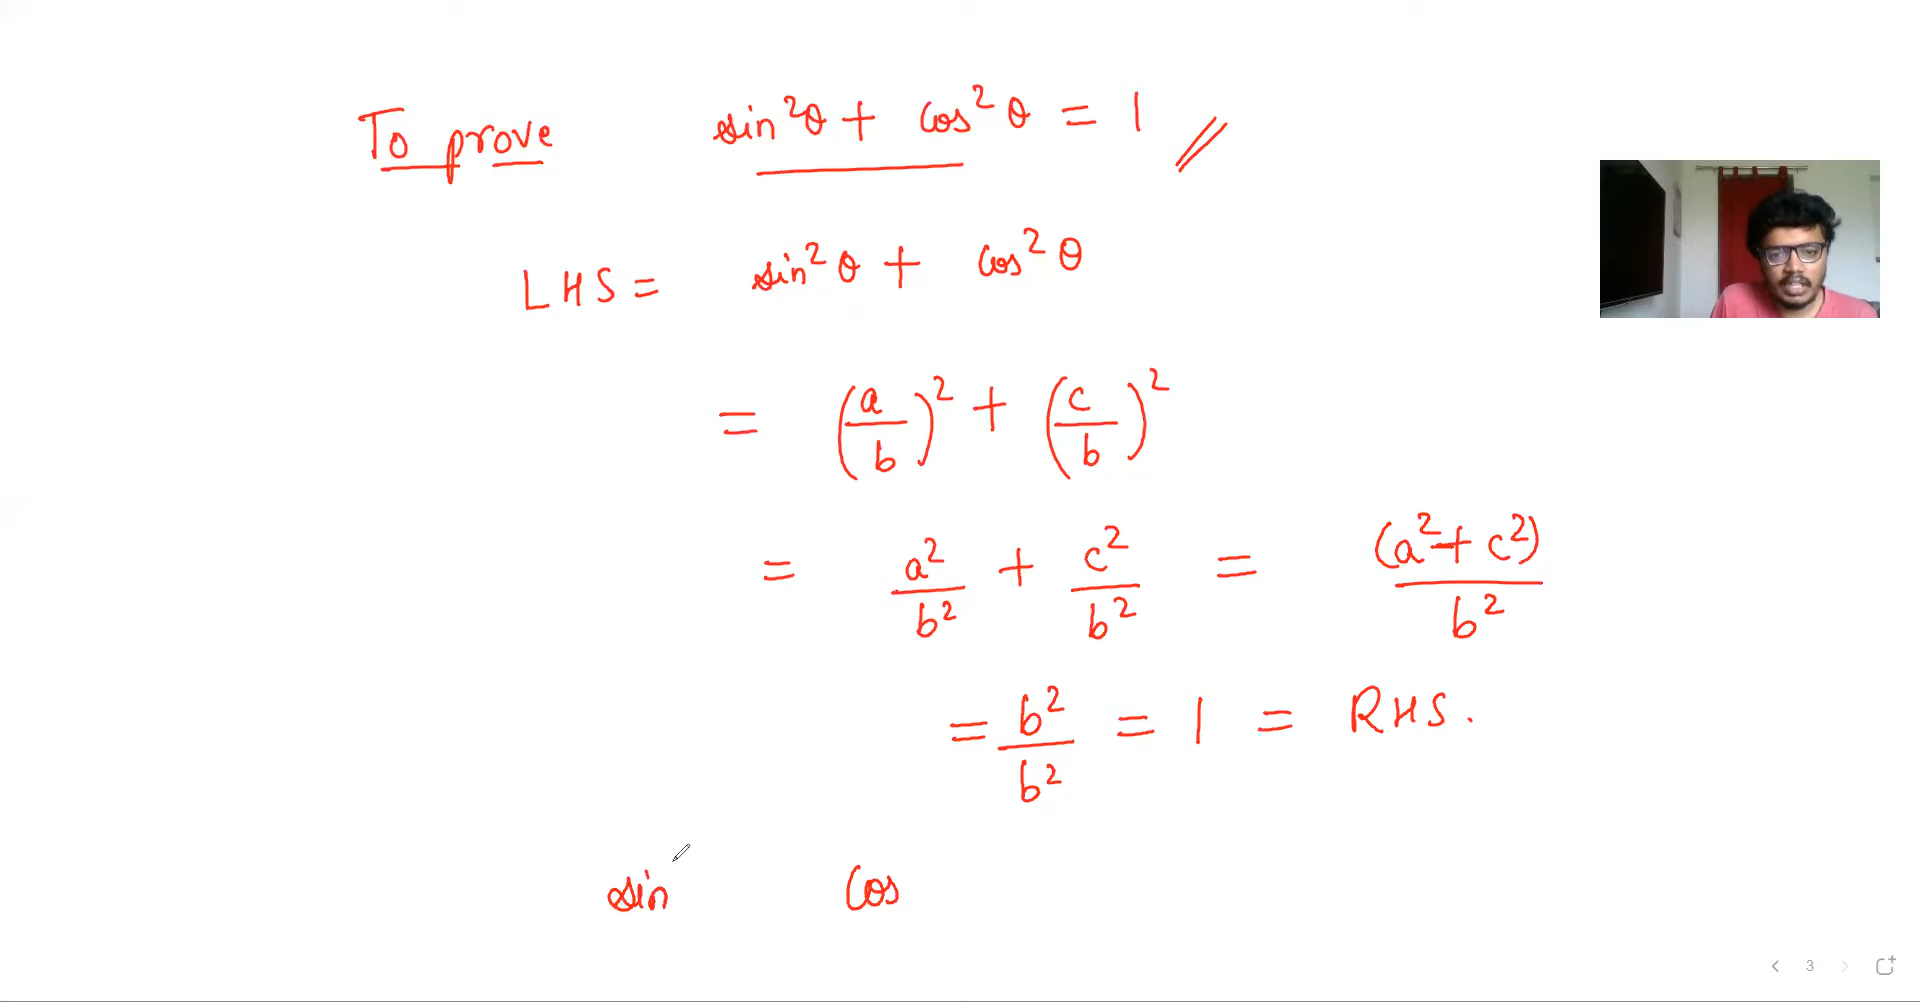 To prove sin²θ + cos²θ = 1
LHS = sin²θ + cos²θ
= (a/b)² + (c/b)²
= a²/b² + c²/b² = (a² + c²)/b²
= b²/b² = 1 = RHS.
sin cos
3